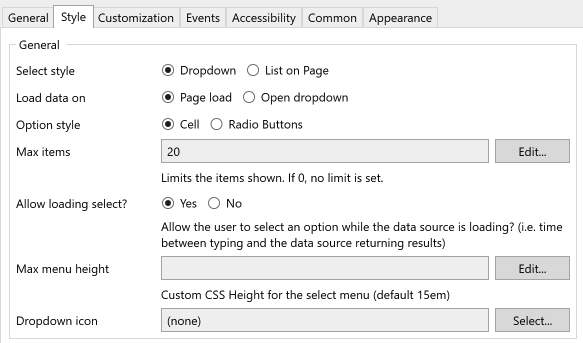 General Style Customization Events Accessibility Common Appearance
General
Select style Dropdown List on Page
Load data on Page load Open dropdown
Option style Cell Radio Buttons
Max items 20 Edit...
Limits the items shown. If 0, no limit is set.
Allow loading select? Yes No
Allow the user to select an option while the data source is loading? (i.e. time
between typing and the data source returning results)
Max menu height Edit...
Custom CSS Height for the select menu (default 15em)
Dropdown icon (none) Select...